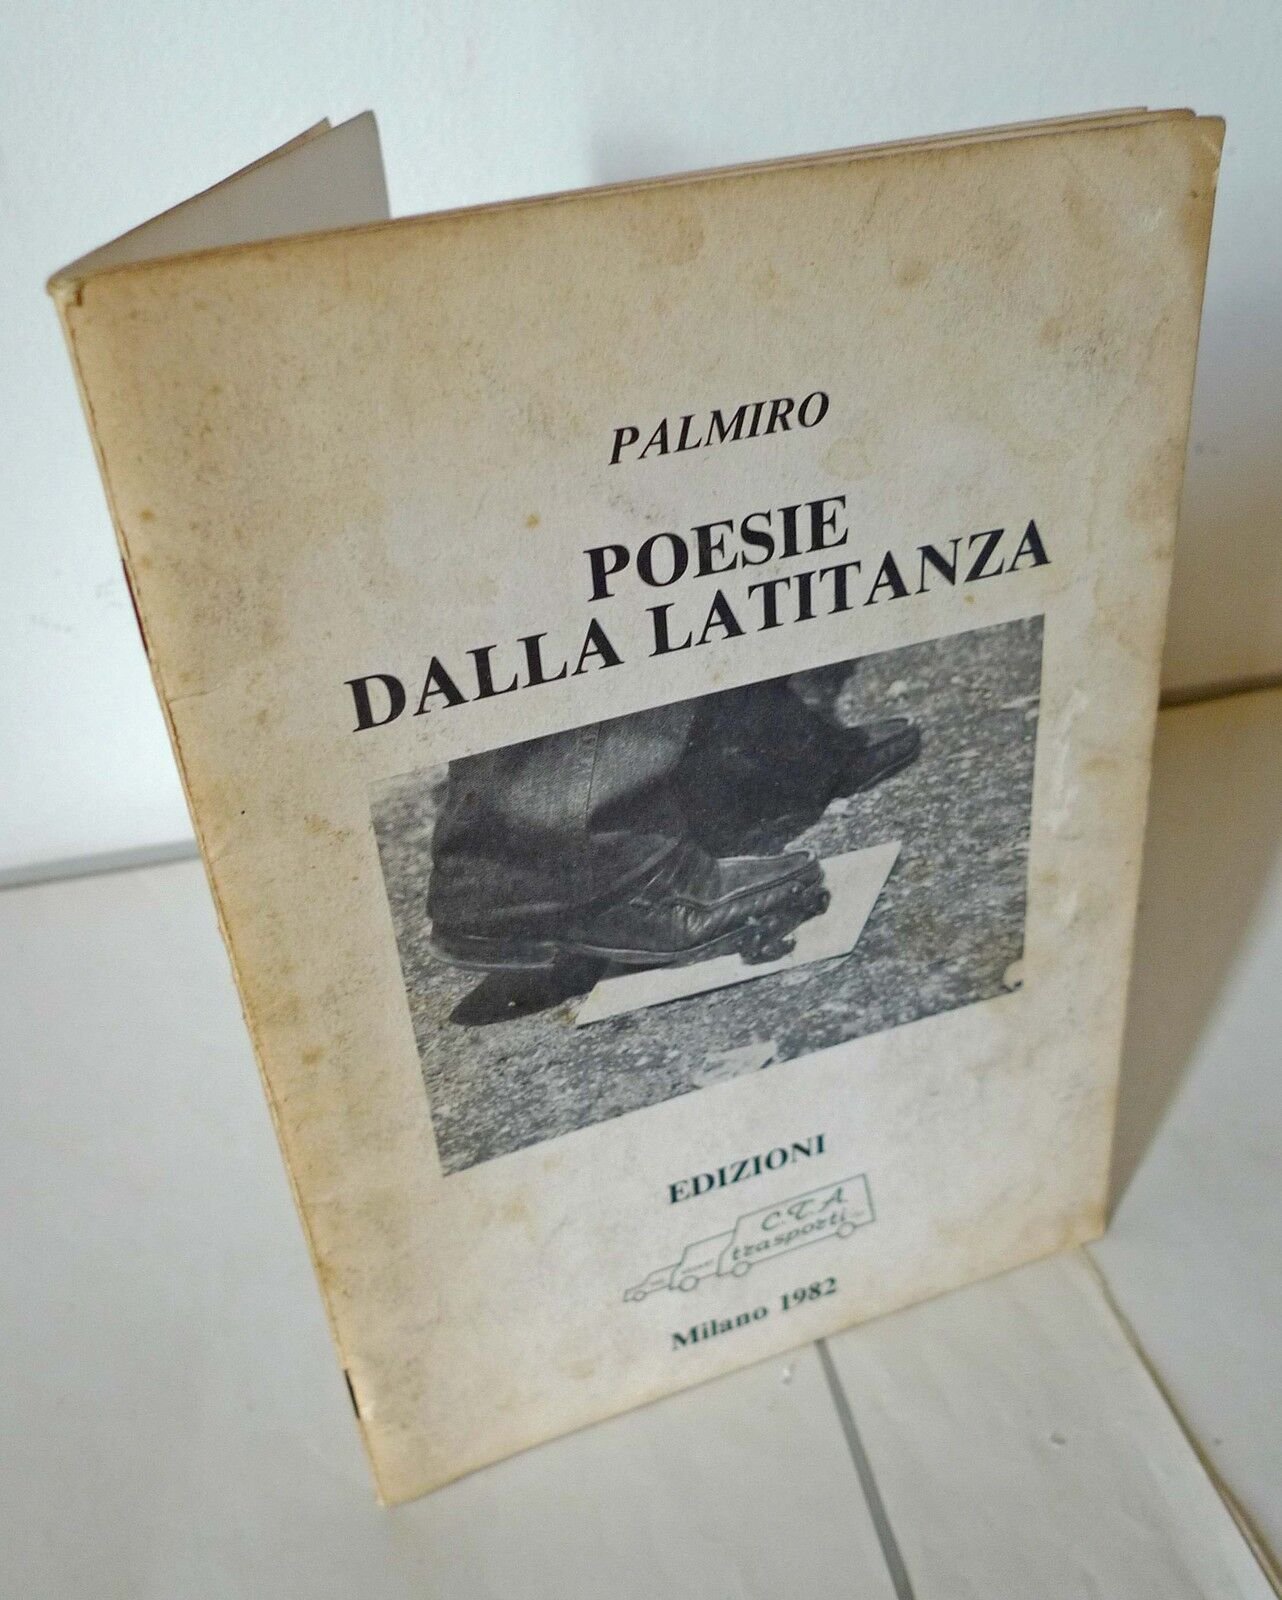 PALMIRO
POESIE
DALLA LATITANZA
EDIZIONI
C.T.A.
trasporti
Milano 1982